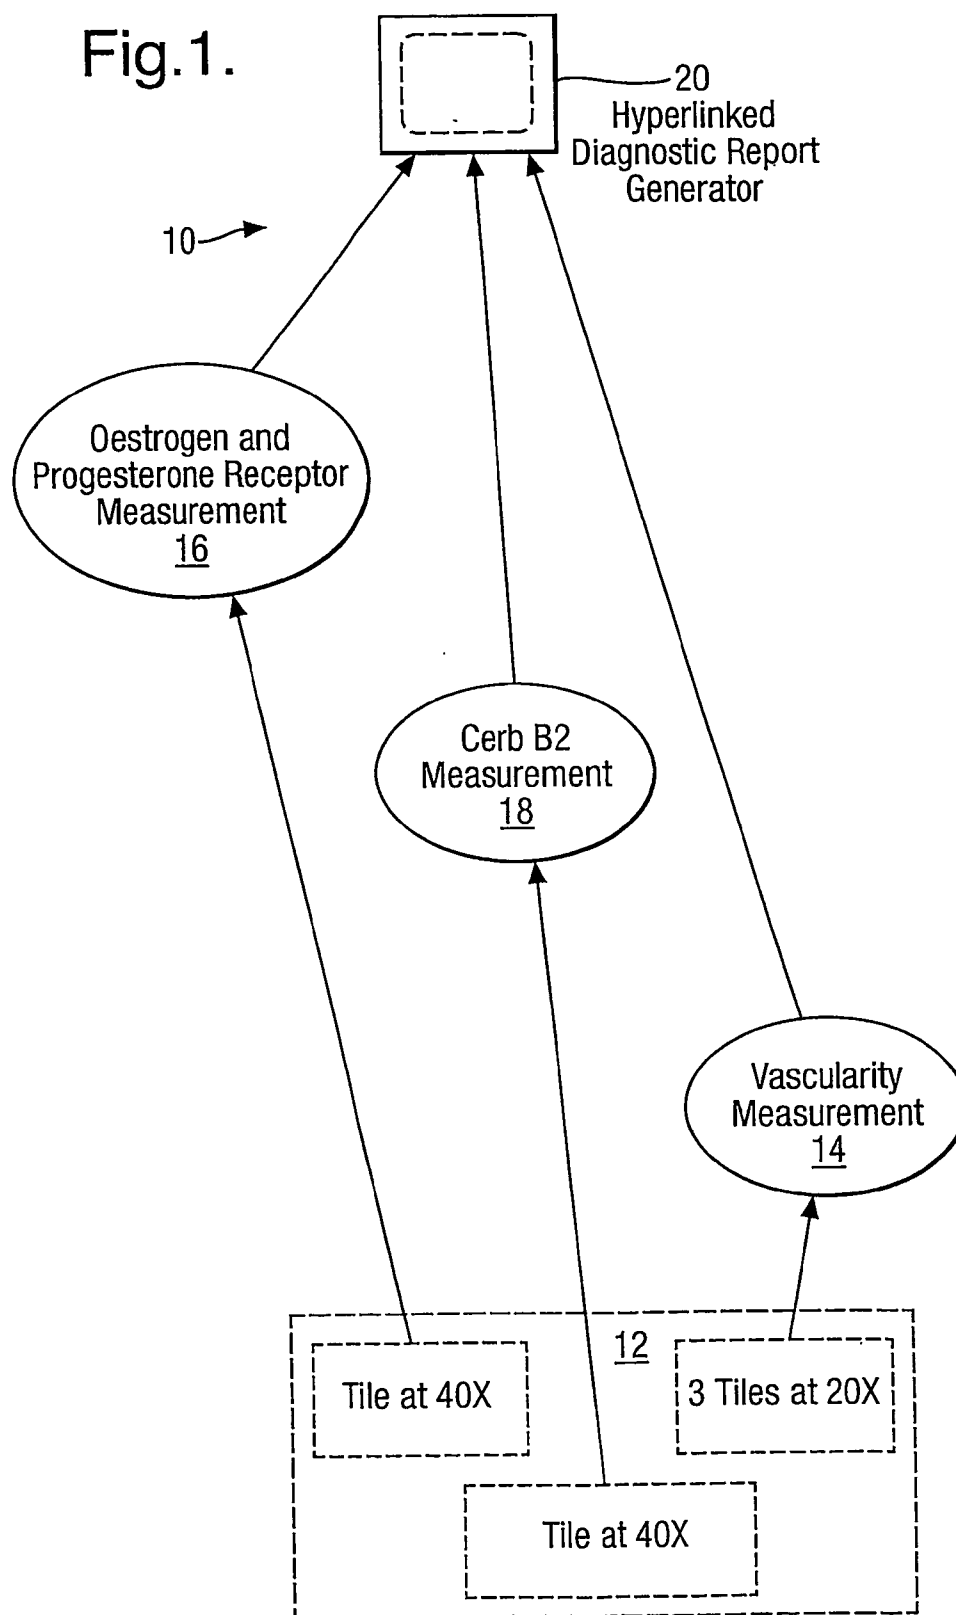 Fig.1.
20
Hyperlinked
Diagnostic Report
Generator
10
Oestrogen and
Progesterone Receptor
Measurement
16
Cerb B2
Measurement
18
Vascularity
Measurement
14
12
Tile at 40X
3 Tiles at 20X
Tile at 40X